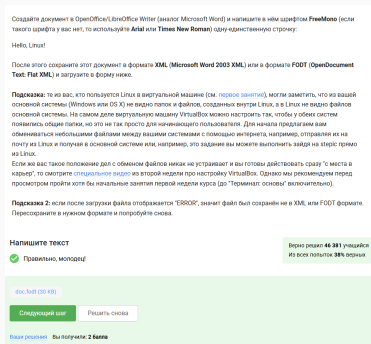 Создайте документ в OpenOffice/LibreOffice Writer (аналог Microsoft Word) и напишите в нём шрифтом FreeMono (если
такого шрифта у вас нет, то используйте Arial или Times New Roman) одну-единственную строчку:
Hello, Linux!
После этого сохраните этот документ в формате XML (Microsoft Word 2003 XML) или в формате FODT (OpenDocument
Text: Flat XML) и загрузите в форму ниже.
Подсказка: те из вас, кто пользуется Linux в виртуальной машине (см. первое занятие), могли заметить, что из вашей
основной системы (Windows или OS X) не видно папок и файлов, созданных внутри Linux, а в Linux не видно файлов
основной системы. На самом деле виртуальную машину VirtualBox можно настроить так, чтобы у обеих систем
появились общие папки, но это не так просто для начинающего пользователя. Для начала предлагаем вам
обмениваться небольшими файлами между вашими системами с помощью интернета, например, отправляя их на
почту из Linux и получая в основной системе или, например, это задание вы можете выполнить зайдя на stepic прямо
из Linux.
Если же вас такое положение дел с обменом файлов никак не устраивает и вы готовы действовать сразу "с места в
карьер", то смотрите специальное видео из второй недели про настройку VirtualBox. Однако мы рекомендуем перед
просмотром пройти хотя бы начальные занятия первой недели курса (до "Терминал: основы" включительно).
Подсказка 2: если после загрузки файла отображается "ERROR", значит файл был сохранён не в XML или FODT формате.
Пересохраните в нужном формате и попробуйте снова.
Напишите текст
Верно решил 46 381 учащийся
Из всех попыток 38% верных
Правильно, молодец!
doc.fodt (30 KB)
Следующий шаг
Решить снова
Ваши решения Вы получили: 2 балла